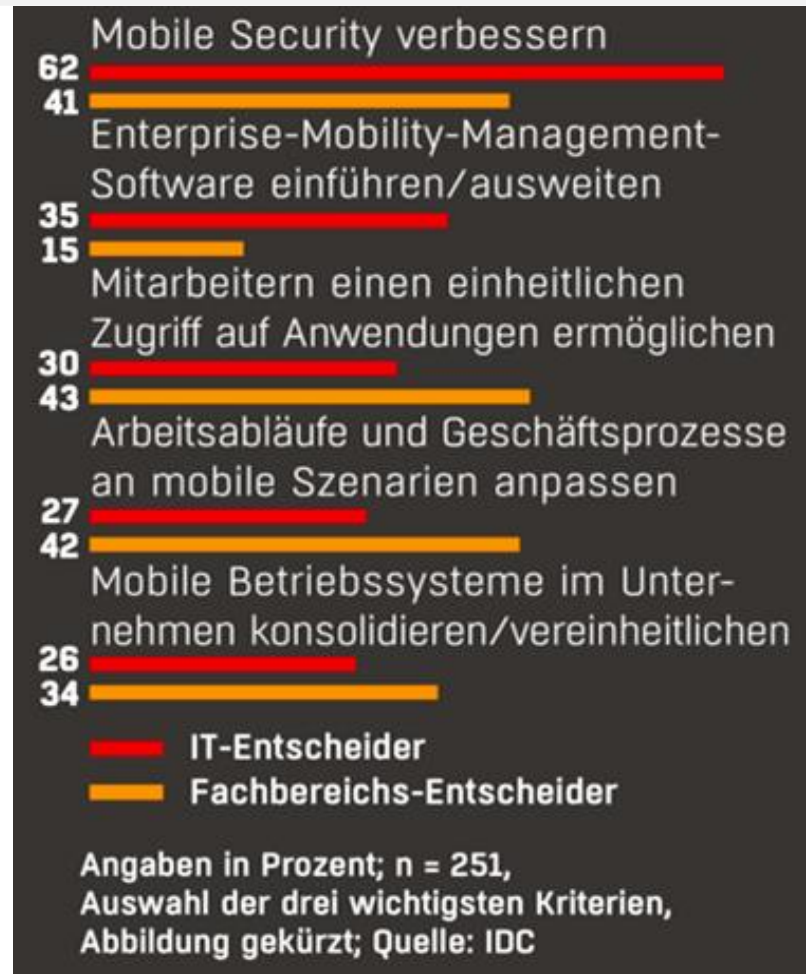 Mobile Security verbessern
62
41
Enterprise-Mobility-Management-
Software einführen/ausweiten
35
15
Mitarbeitern einen einheitlichen
Zugriff auf Anwendungen ermöglichen
30
43
Arbeitsabläufe und Geschäftsprozesse
an mobile Szenarien anpassen
27
42
Mobile Betriebssysteme im Unter-
nehmen konsolidieren/vereinheitlichen
26
34
IT-Entscheider
Fachbereichs-Entscheider
Angaben in Prozent; n = 251,
Auswahl der drei wichtigsten Kriterien,
Abbildung gekürzt; Quelle: IDC